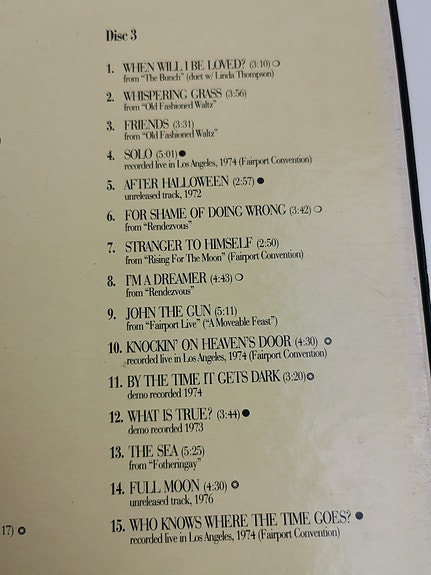 Disc 3
1. WHEN WILL I BE LOVED? (3:10) ❍
from "The Bunch" (duet w/ Linda Thompson)
2. WHISPERING GRASS (3:56)
from "Old Fashioned Waltz"
3. FRIENDS (3:31)
from "Old Fashioned Waltz"
4. SOLO (5:01) ●
recorded live in Los Angeles, 1974 (Fairport Convention)
5. AFTER HALLOWEEN (2:57) ●
unreleased track, 1972
6. FOR SHAME OF DOING WRONG (3:42) ❍
from "Rendezvous"
7. STRANGER TO HIMSELF (2:50)
from "Rising For The Moon" (Fairport Convention)
8. I'M A DREAMER (4:43) ❍
from "Rendezvous"
9. JOHN THE GUN (5:11)
from "Fairport Live" ("A Moveable Feast")
10. KNOCKIN' ON HEAVEN'S DOOR (4:30) ✪
recorded live in Los Angeles, 1974 (Fairport Convention)
11. BY THE TIME IT GETS DARK (3:20) ✪
demo recorded 1974
12. WHAT IS TRUE? (3:44) ●
demo recorded 1973
13. THE SEA (5:25)
from "Fotheringay"
14. FULL MOON (4:30) ✪
unreleased track, 1976
15. WHO KNOWS WHERE THE TIME GOES? ●
recorded live in Los Angeles, 1974 (Fairport Convention)
:17) ✪